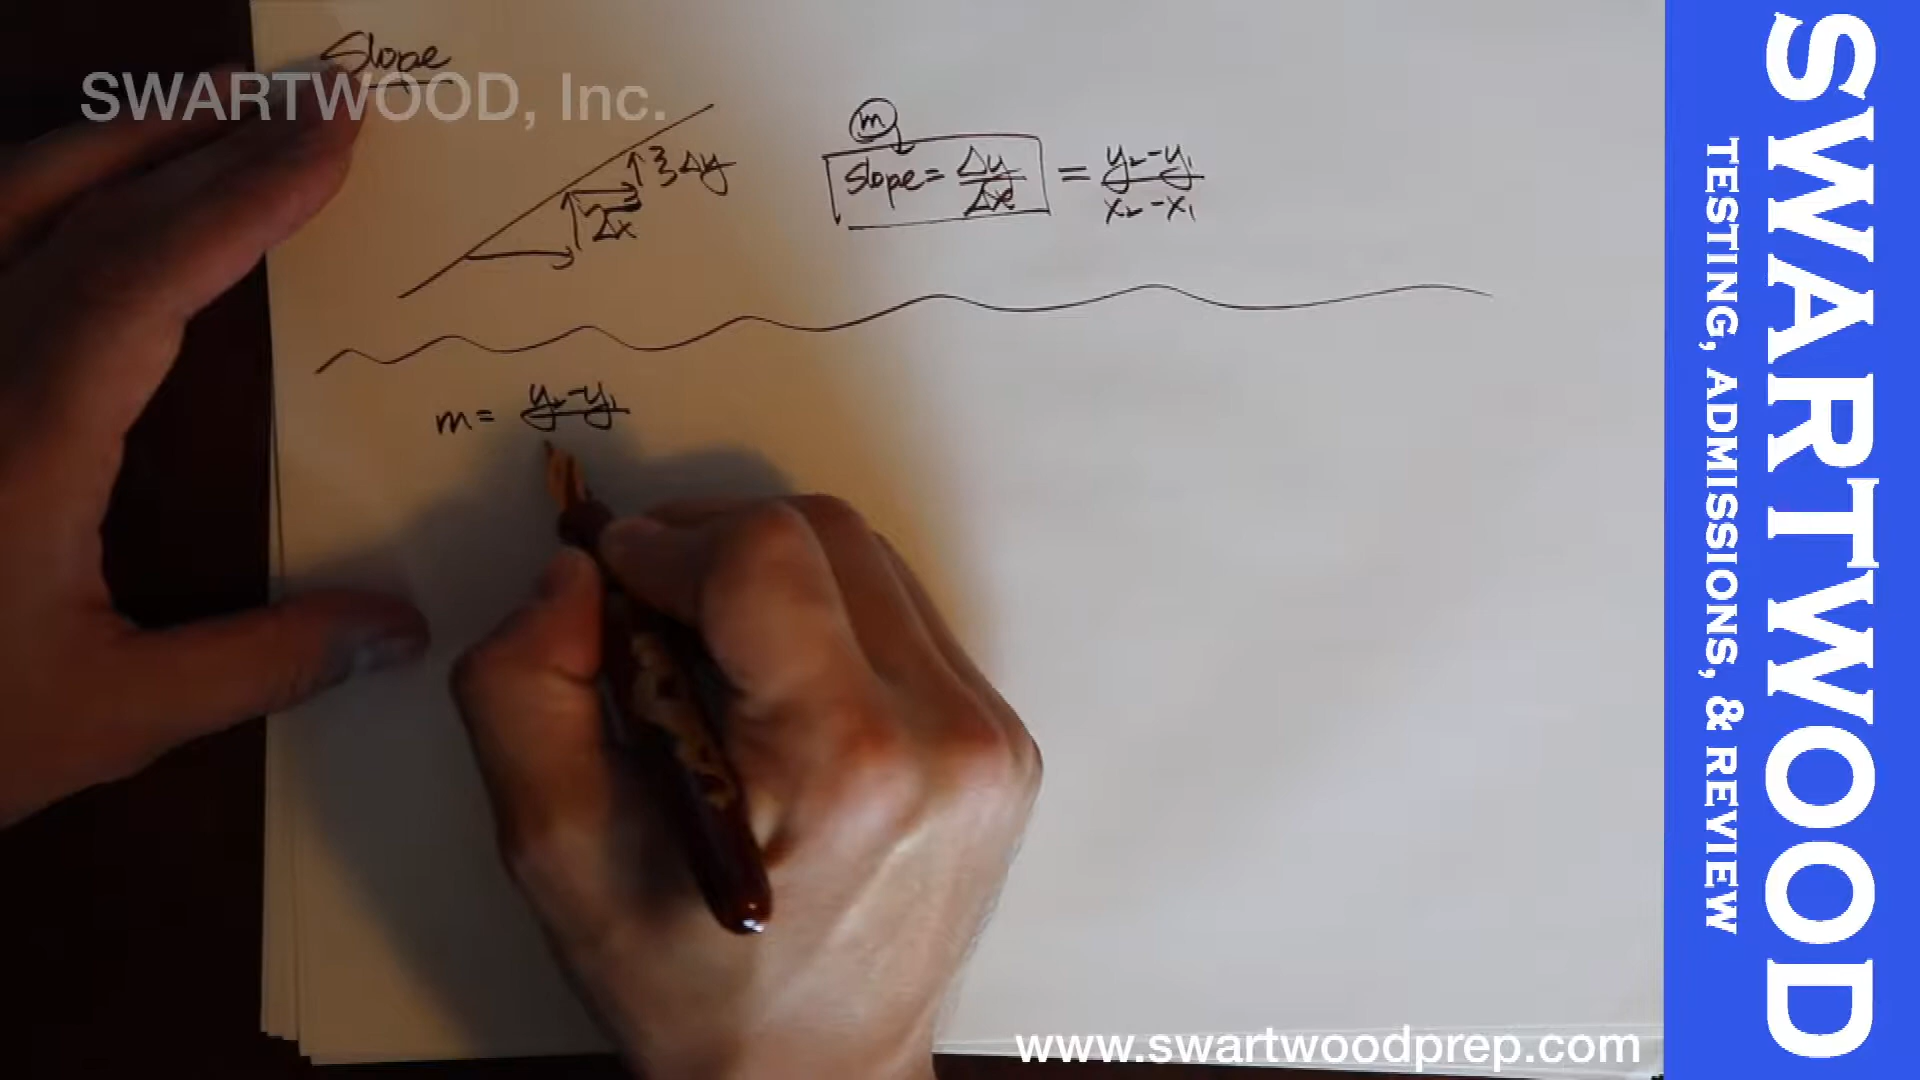 Slope
SWARTWOOD, Inc.
m
Slope = Δy/Δx = y₂-y₁/x₂-x₁
Δy
Δx
m = y₂-y₁
SWARTWOOD
TESTING, ADMISSIONS, & REVIEW
www.swartwoodprep.com